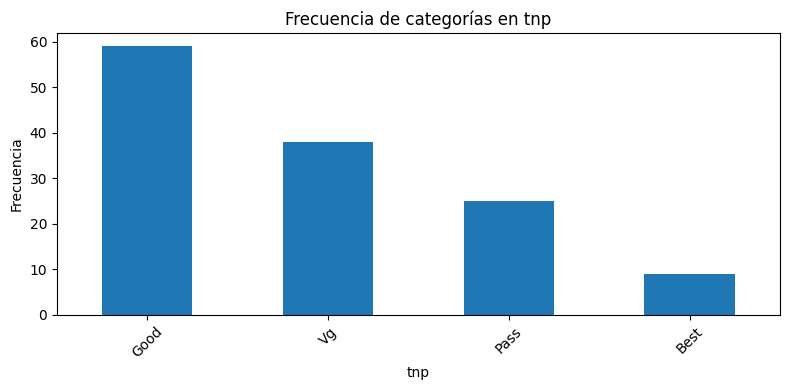 Frecuencia de categorías en tnp
Frecuencia
60
50
40
30
20
10
0
Good
Vg
Pass
Best
tnp